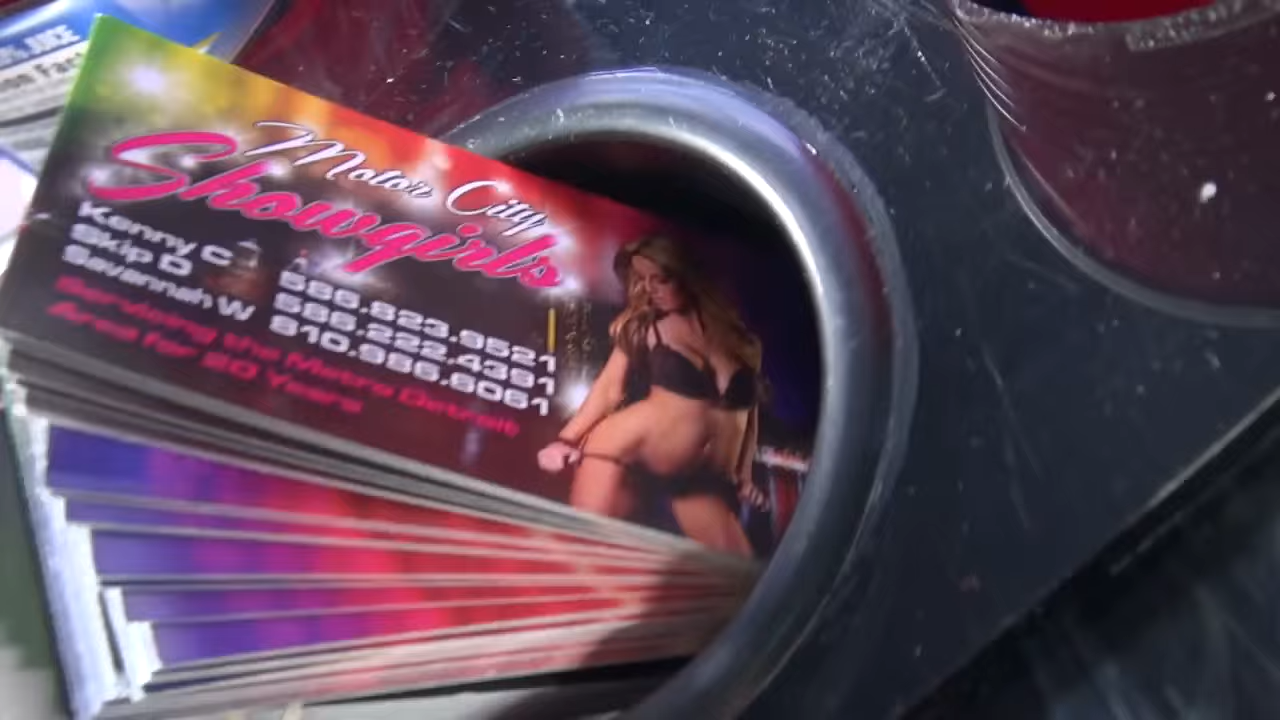 Motor City
Showgirls
Kenny C 586.823.9521
Skip D 586.222.4391
Savannah W 810.986.6061
Servicing the Metro Detroit
Area for 20 Years
JUICE